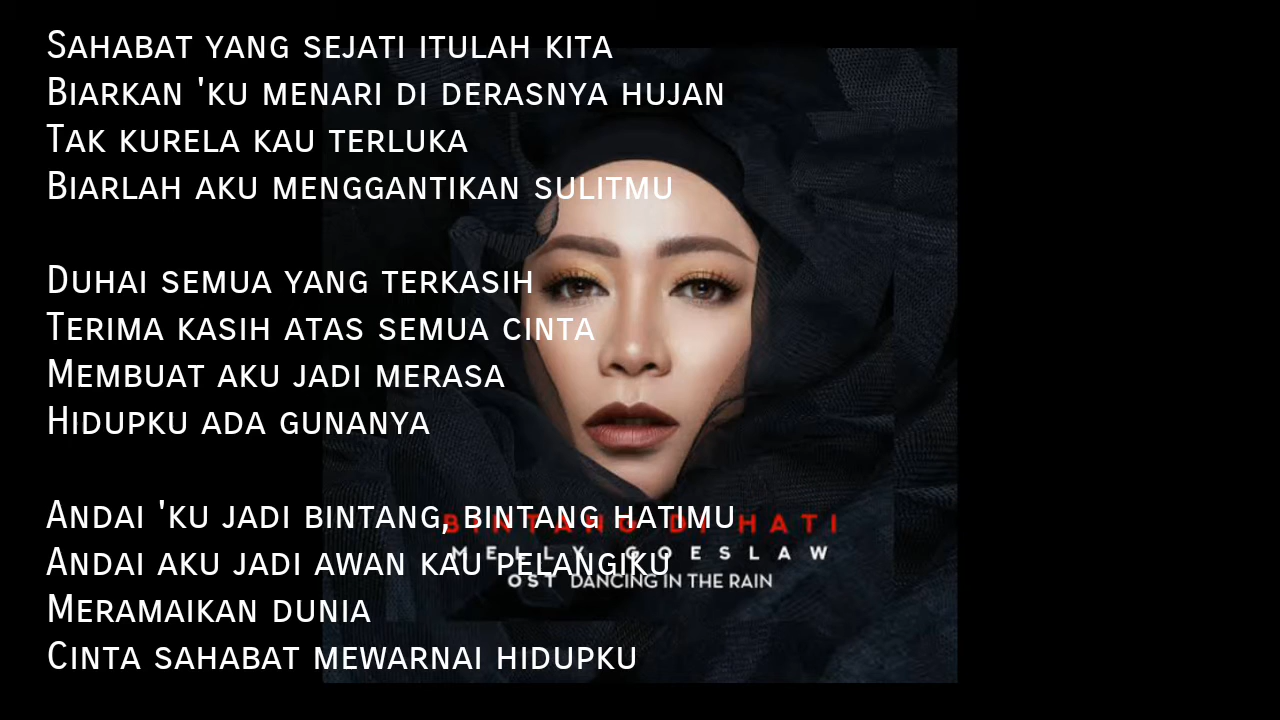 Sahabat yang sejati itulah kita
Biarkan 'ku menari di derasnya hujan
Tak kurela kau terluka
Biarlah aku menggantikan sulitmu
Duhai semua yang terkasih
Terima kasih atas semua cinta
Membuat aku jadi merasa
Hidupku ada gunanya
Andai 'ku jadi bintang, bintang hatimu
Andai aku jadi awan kau pelangiku
Meramaikan dunia
Cinta sahabat mewarnai hidupku
BINTANG DI HATI
MELLY GOESLAW
OST DANCING IN THE RAIN